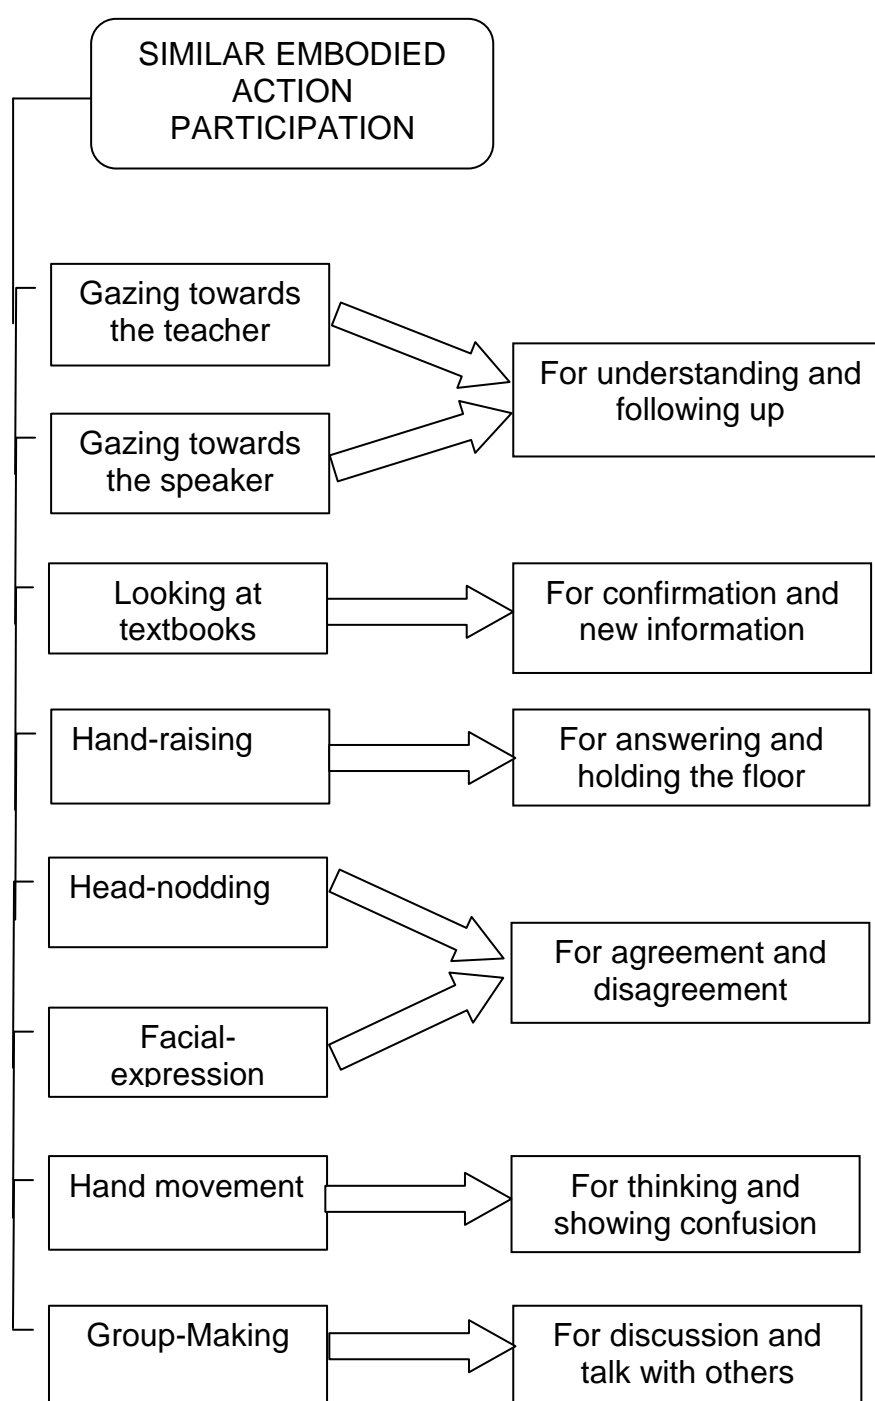 SIMILAR EMBODIED
ACTION
PARTICIPATION
Gazing towards
the teacher
For understanding and
following up
Gazing towards
the speaker
Looking at
textbooks
For confirmation and
new information
Hand-raising
For answering and
holding the floor
Head-nodding
For agreement and
disagreement
Facial-
expression
Hand movement
For thinking and
showing confusion
Group-Making
For discussion and
talk with others